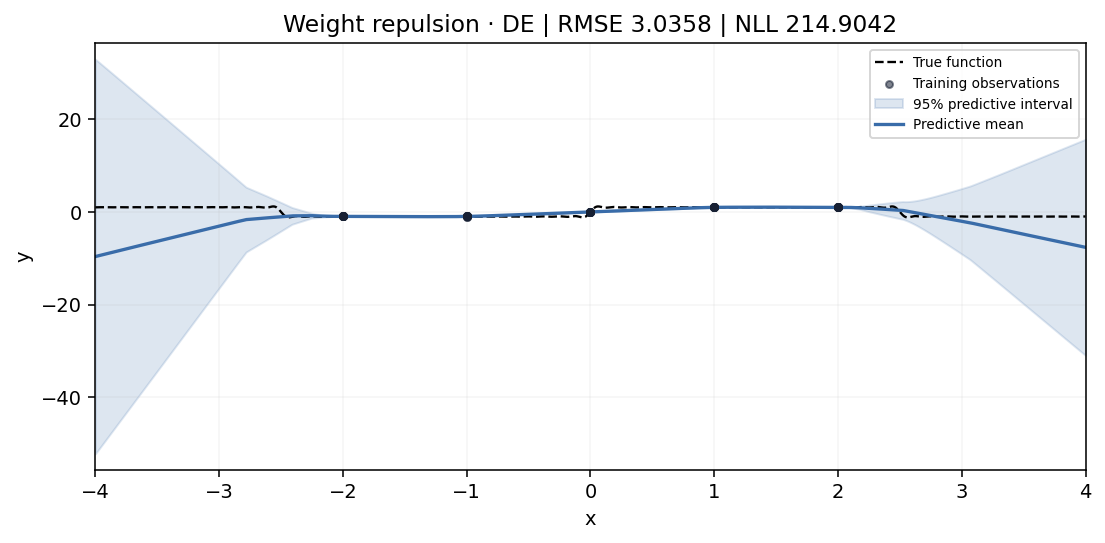 Weight repulsion · DE | RMSE 3.0358 | NLL 214.9042
True function
Training observations
95% predictive interval
Predictive mean
20
0
−20
−40
y
−4
−3
−2
−1
0
1
2
3
4
x